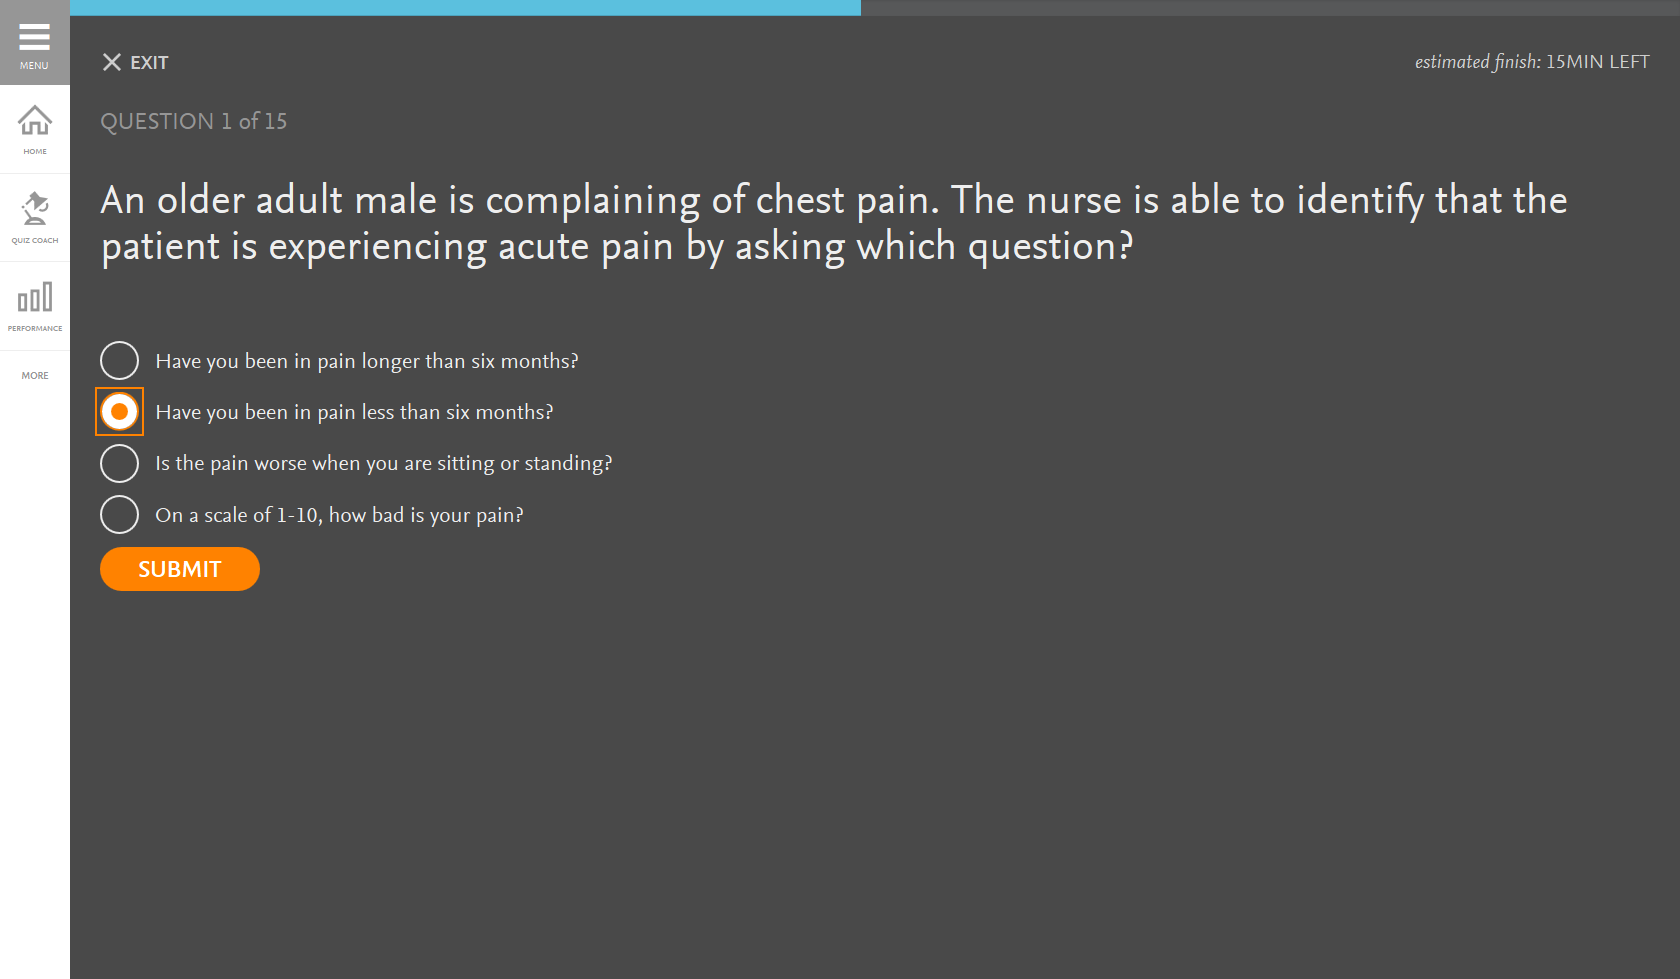 MENU
HOME
QUIZ COACH
PERFORMANCE
MORE
EXIT
estimated finish: 15MIN LEFT
QUESTION 1 of 15
An older adult male is complaining of chest pain. The nurse is able to identify that the
patient is experiencing acute pain by asking which question?
Have you been in pain longer than six months?
Have you been in pain less than six months?
Is the pain worse when you are sitting or standing?
On a scale of 1-10, how bad is your pain?
SUBMIT